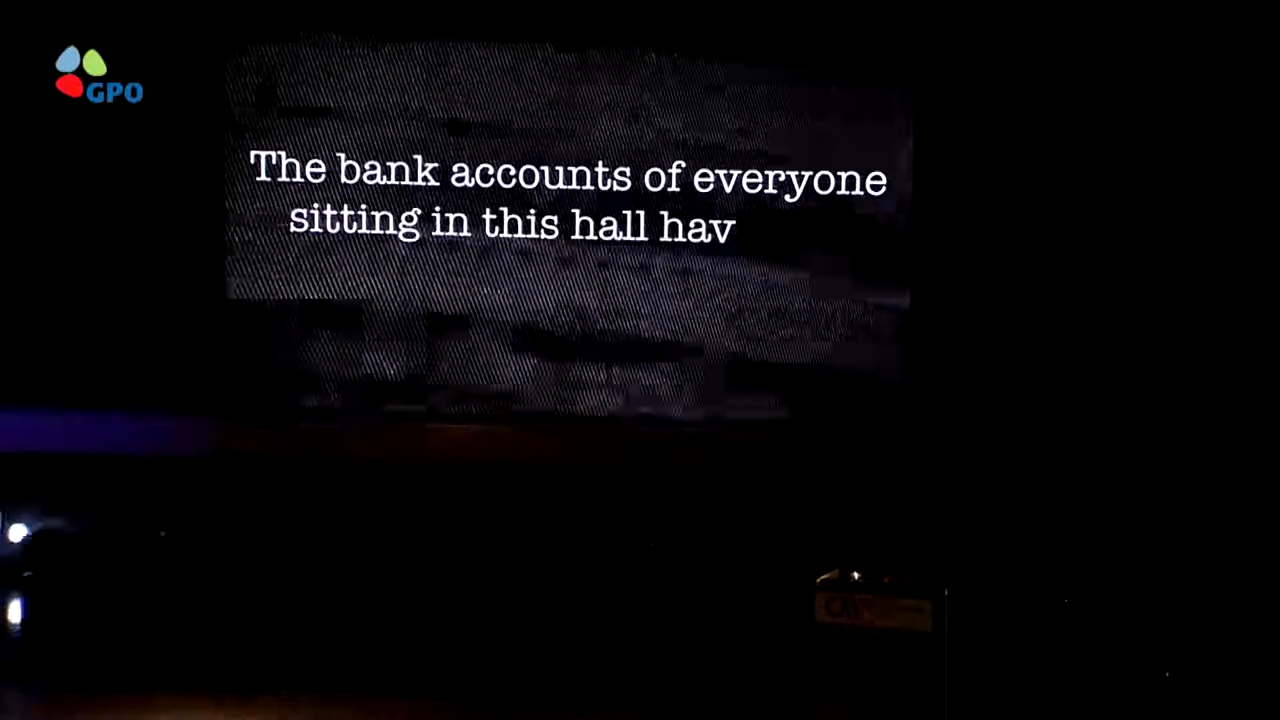 GPO
The bank accounts of everyone
sitting in this hall hav